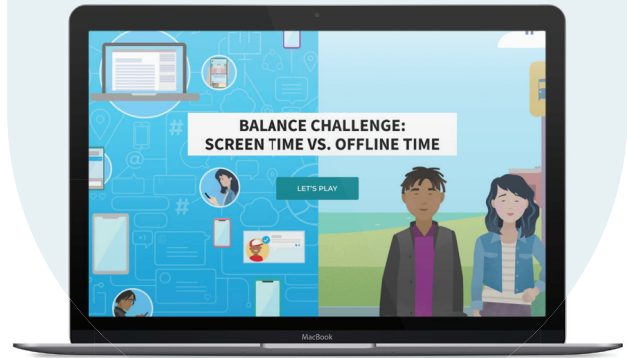 BALANCE CHALLENGE:
SCREEN TIME VS. OFFLINE TIME
LET'S PLAY
#
@
#
MacBook